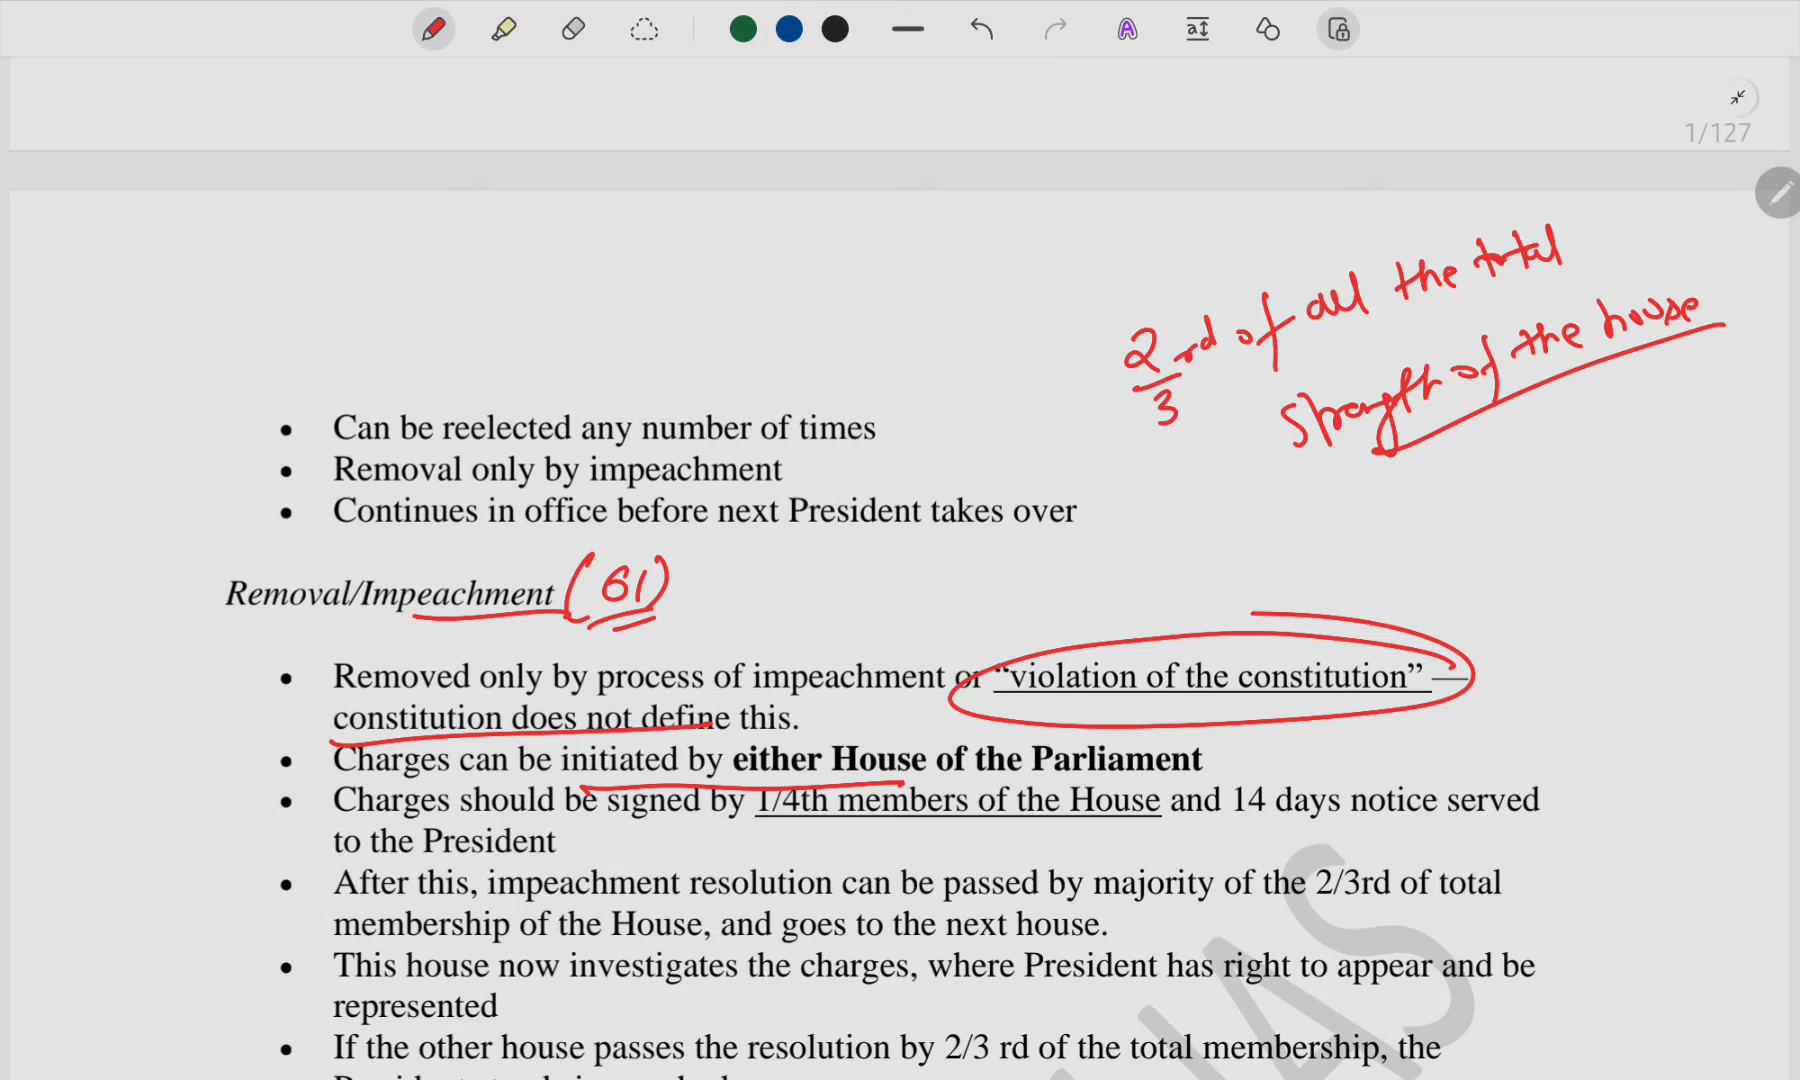 1/127
2/3 rd of all the total
strength of the house
• Can be reelected any number of times
• Removal only by impeachment
• Continues in office before next President takes over
Removal/Impeachment (61)
• Removed only by process of impeachment or “violation of the constitution” —
constitution does not define this.
• Charges can be initiated by either House of the Parliament
• Charges should be signed by 1/4th members of the House and 14 days notice served
to the President
• After this, impeachment resolution can be passed by majority of the 2/3rd of total
membership of the House, and goes to the next house.
• This house now investigates the charges, where President has right to appear and be
represented
• If the other house passes the resolution by 2/3 rd of the total membership, the
IAS